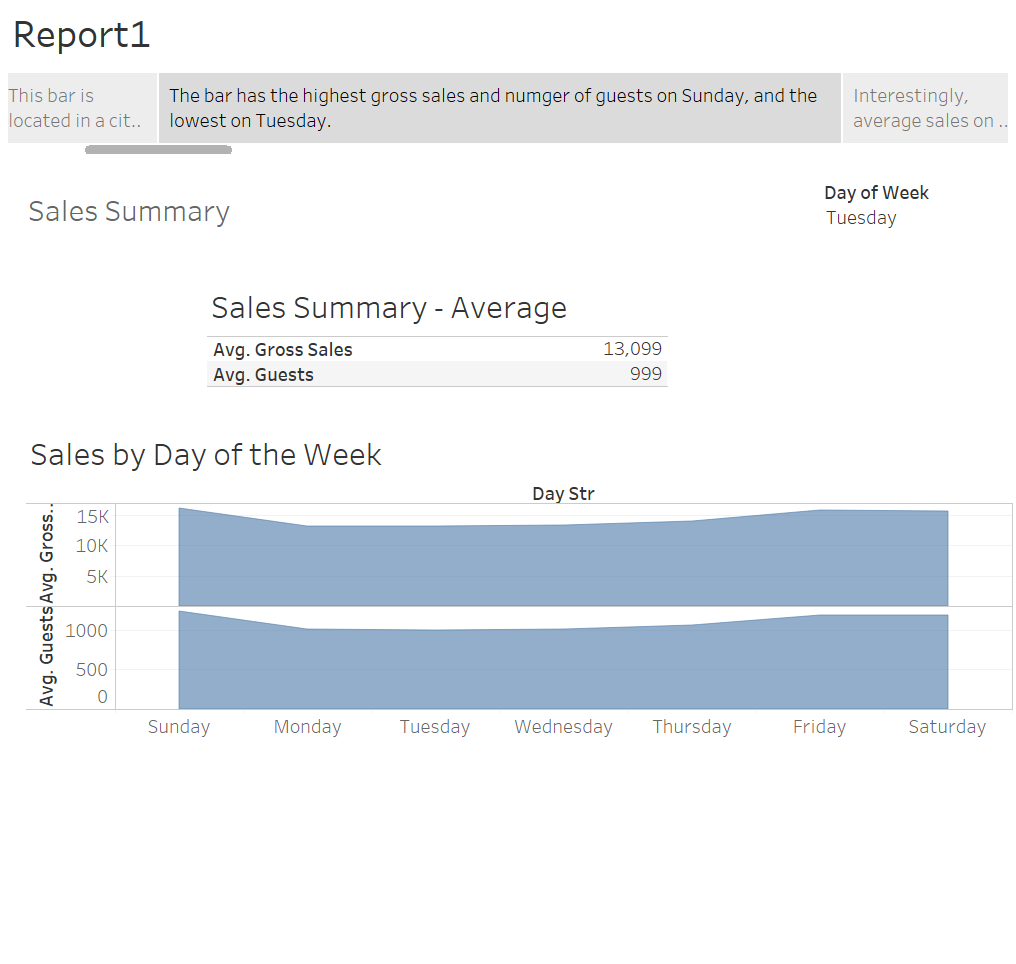 Report1
This bar is
located in a cit..
The bar has the highest gross sales and numger of guests on Sunday, and the
lowest on Tuesday.
Interestingly,
average sales on ..
Sales Summary
Day of Week
Tuesday
Sales Summary - Average
Avg. Gross Sales 13,099
Avg. Guests 999
Sales by Day of the Week
Day Str
Avg. Gross..
15K
10K
5K
Avg. Guests
1000
500
0
Sunday Monday Tuesday Wednesday Thursday Friday Saturday